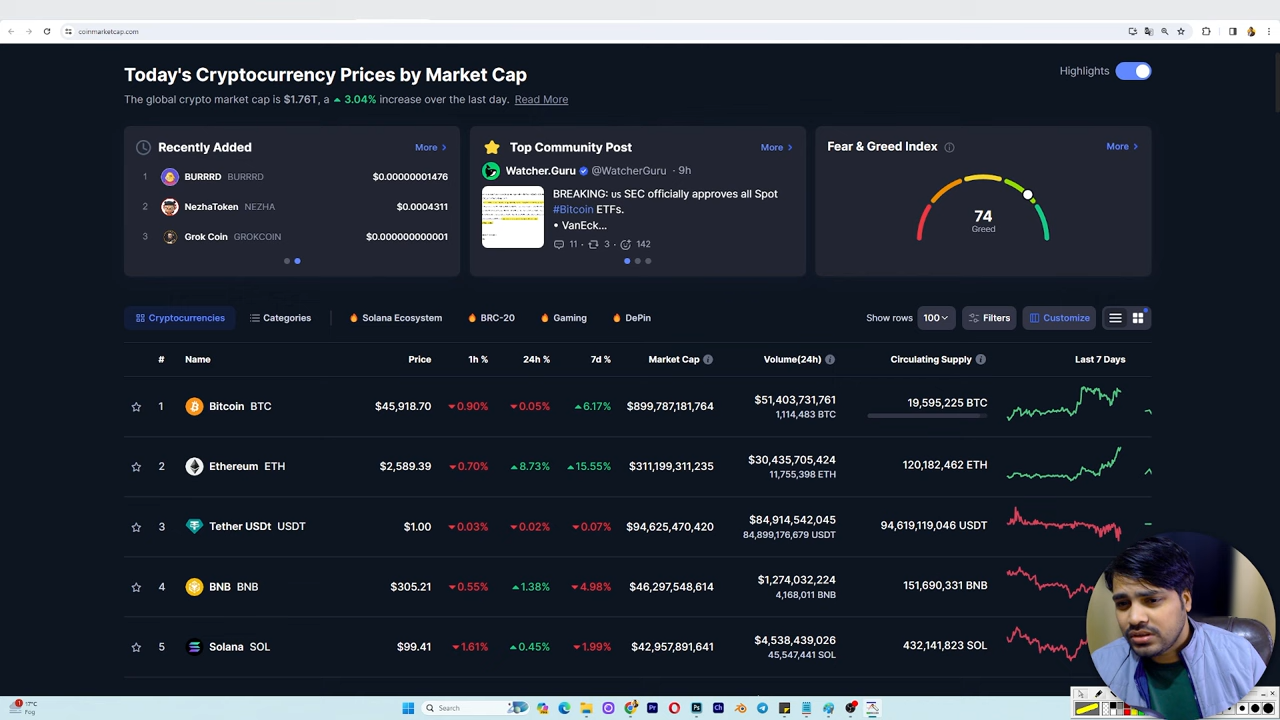 coinmarketcap.com
Today's Cryptocurrency Prices by Market Cap
Highlights
The global crypto market cap is $1.76T, a 3.04% increase over the last day. Read More
Recently Added
More
1 BURRRD BURRRD $0.00000001476
2 NezhaToken NEZHA $0.0004311
3 Grok Coin GROKCOIN $0.000000000001
Top Community Post
More
Watcher.Guru @WatcherGuru · 9h
BREAKING: us SEC officially approves all Spot
#Bitcoin ETFs.
• VanEck...
11 · 3 · 142
Fear & Greed Index
More
74
Greed
Cryptocurrencies Categories Solana Ecosystem BRC-20 Gaming DePin Show rows 100 Filters Customize
# Name Price 1h % 24h % 7d % Market Cap Volume(24h) Circulating Supply Last 7 Days
1 Bitcoin BTC $45,918.70 0.90% 0.05% 6.17% $899,787,181,764 $51,403,731,761 19,595,225 BTC
1,114,483 BTC
2 Ethereum ETH $2,589.39 0.70% 8.73% 15.55% $311,199,311,235 $30,435,705,424 120,182,462 ETH
11,755,398 ETH
3 Tether USDt USDT $1.00 0.03% 0.02% 0.07% $94,625,470,420 $84,914,542,045 94,619,119,046 USDT
84,899,176,679 USDT
4 BNB BNB $305.21 0.55% 1.38% 4.98% $46,297,548,614 $1,274,032,224 151,690,331 BNB
4,168,011 BNB
5 Solana SOL $99.41 1.61% 0.45% 1.99% $42,957,891,641 $4,538,439,026 432,141,823 SOL
45,547,441 SOL
17°C
Fog
Search